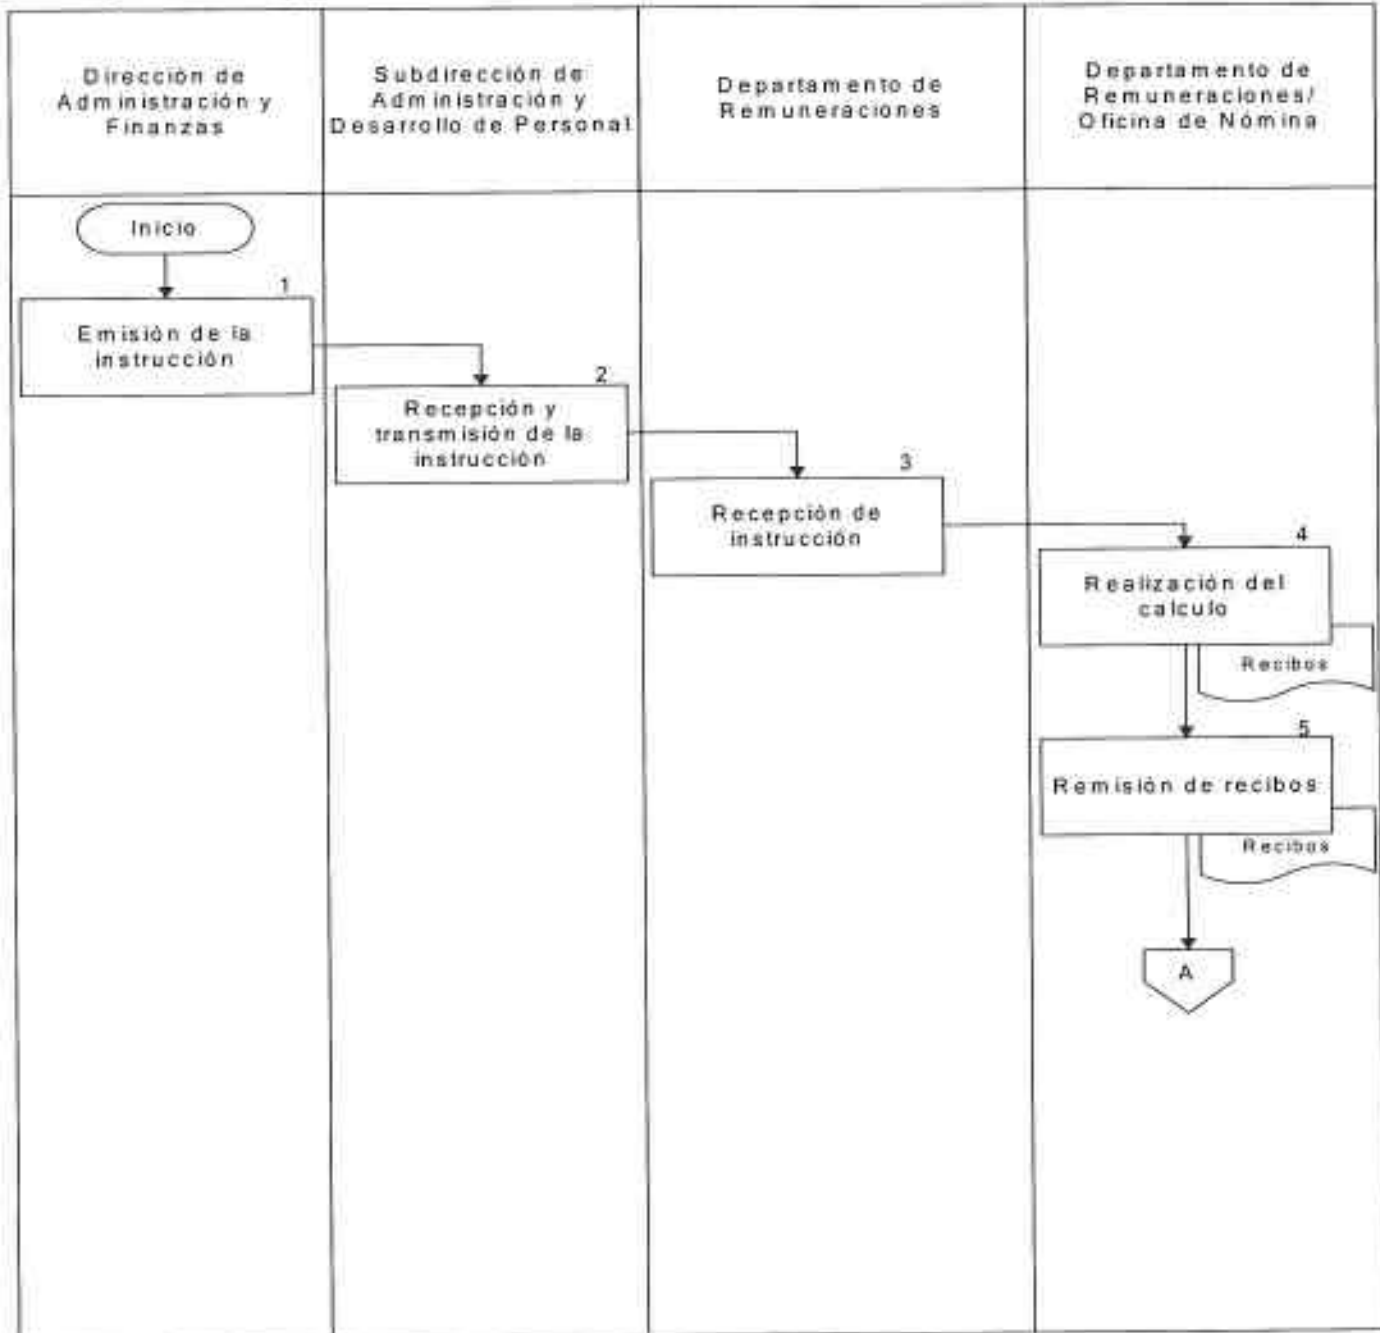 Dirección de
Administración y
Finanzas
Subdirección de
Administración y
Desarrollo de Personal
Departamento de
Remuneraciones
Departamento de
Remuneraciones/
Oficina de Nómina
Inicio
1
Emisión de la
instrucción
2
Recepción y
transmisión de la
instrucción
3
Recepción de
instrucción
4
Realización del
calculo
Recibos
5
Remisión de recibos
Recibos
A